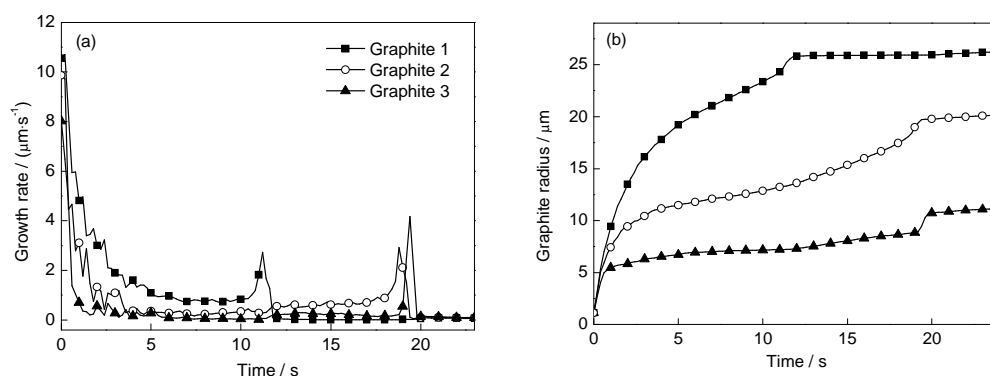 (a)
Graphite 1
Graphite 2
Graphite 3
12
10
8
6
4
2
0
Growth rate / (μm·s⁻¹)
0 5 10 15 20
Time / s
(b)
25
20
15
10
5
0
Graphite radius / μm
0 5 10 15 20
Time / s